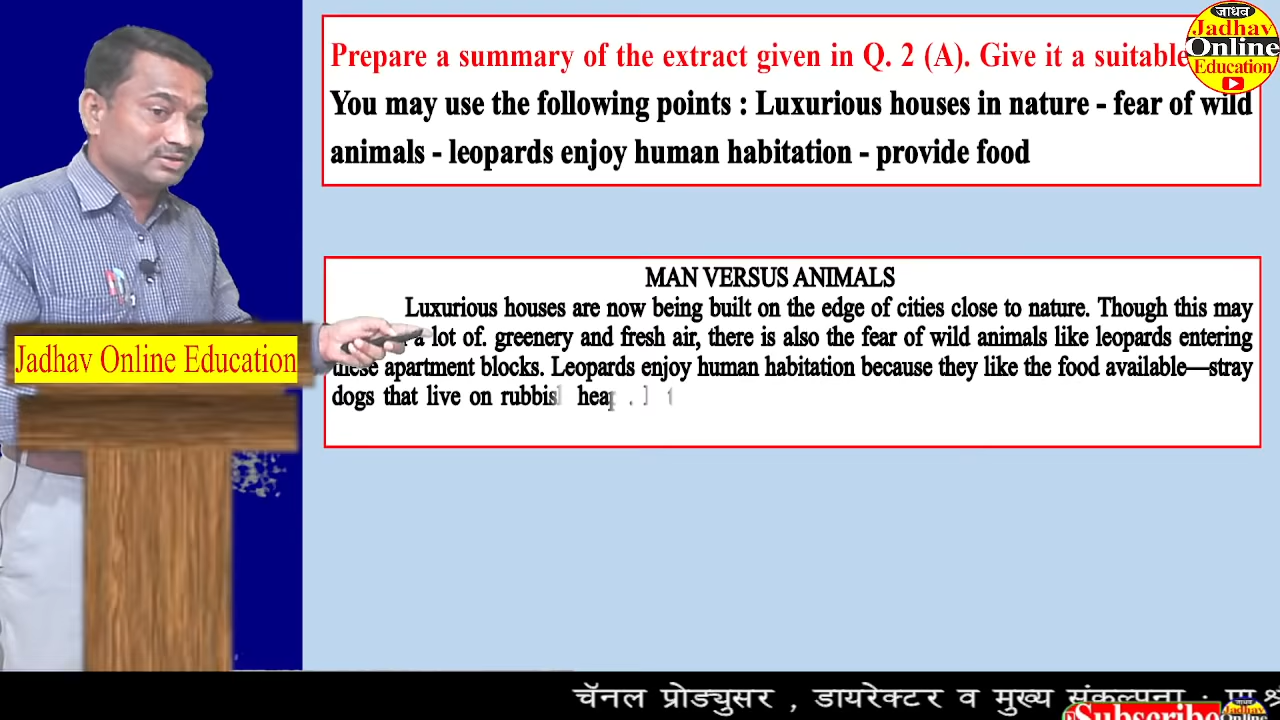 Prepare a summary of the extract given in Q. 2 (A). Give it a suitable
You may use the following points : Luxurious houses in nature - fear of wild
animals - leopards enjoy human habitation - provide food
जाधव
Jadhav
Online
Education
MAN VERSUS ANIMALS
Luxurious houses are now being built on the edge of cities close to nature. Though this may
a lot of. greenery and fresh air, there is also the fear of wild animals like leopards entering
these apartment blocks. Leopards enjoy human habitation because they like the food available—stray
dogs that live on
Jadhav Online Education
चॅनल प्रोड्युसर , डायरेक्टर व मुख्य संकल्पना :
Subscribe
जाधव